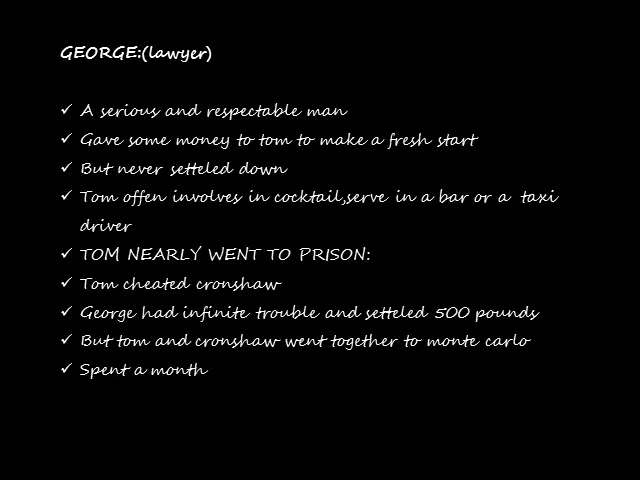 GEORGE:(lawyer)
✓ A serious and respectable man
✓ Gave some money to tom to make a fresh start
✓ But never setteled down
✓ Tom offen involves in cocktail,serve in a bar or a taxi
driver
✓ TOM NEARLY WENT TO PRISON:
✓ Tom cheated cronshaw
✓ George had infinite trouble and setteled 500 pounds
✓ But tom and cronshaw went together to monte carlo
✓ Spent a month